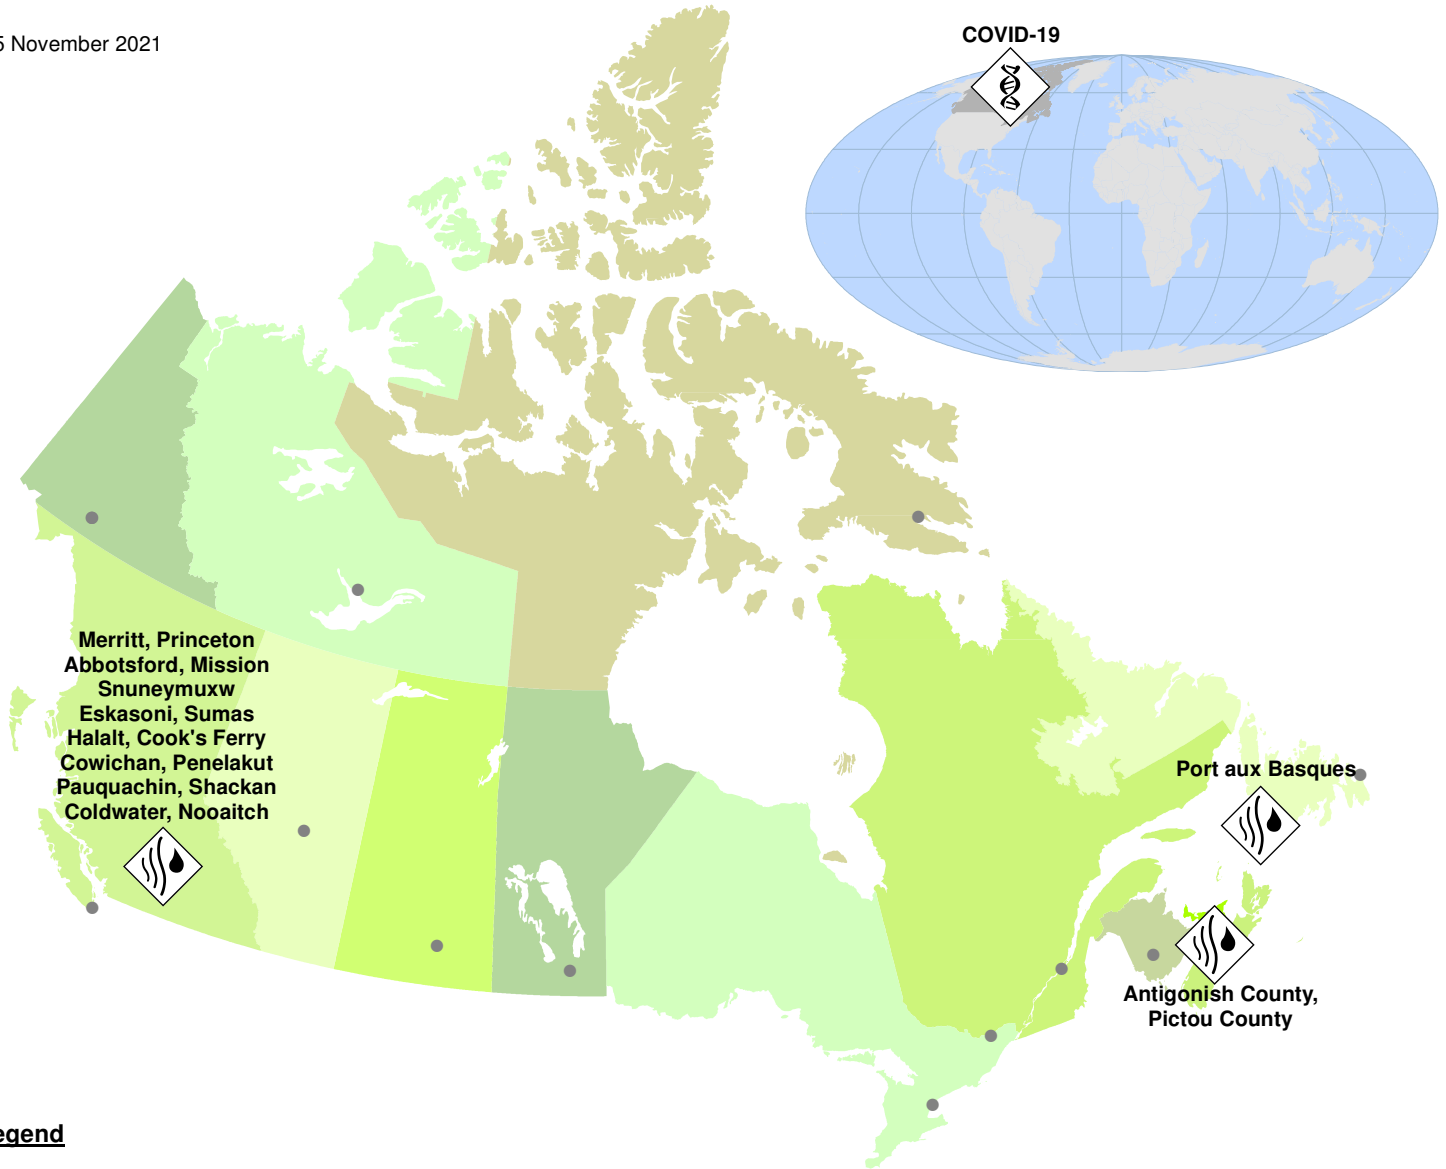 5 November 2021
COVID-19
Merritt, Princeton
Abbotsford, Mission
Snuneymuxw
Eskasoni, Sumas
Halalt, Cook's Ferry
Cowichan, Penelakut
Pauquachin, Shackan
Coldwater, Nooaitch
Port aux Basques
Antigonish County,
Pictou County
egend